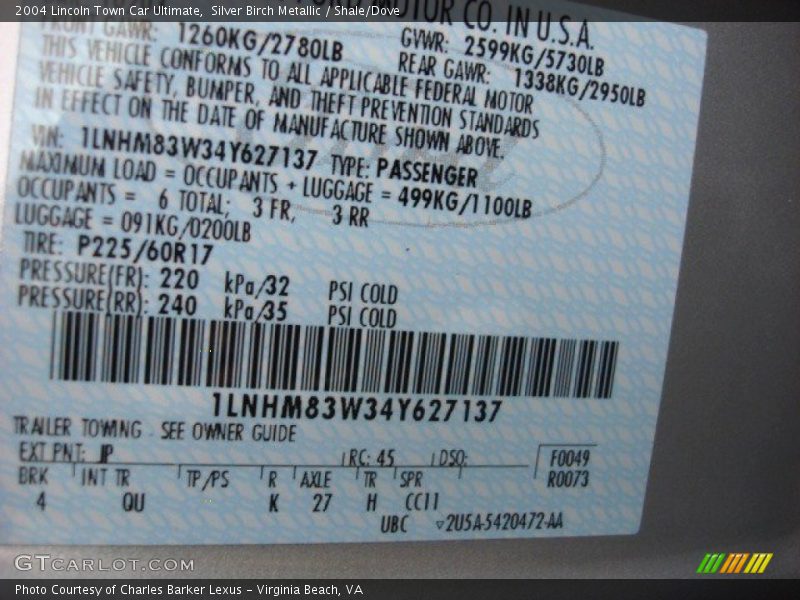 2004 Lincoln Town Car Ultimate, Silver Birch Metallic / Shale/Dove
MOTOR CO. IN U.S.A.
FRONT GAWR: 1260KG/2780LB GVWR: 2599KG/5730LB
REAR GAWR: 1338KG/2950LB
THIS VEHICLE CONFORMS TO ALL APPLICABLE FEDERAL MOTOR
VEHICLE SAFETY, BUMPER, AND THEFT PREVENTION STANDARDS
IN EFFECT ON THE DATE OF MANUFACTURE SHOWN ABOVE.
VIN: 1LNHM83W34Y627137 TYPE: PASSENGER
MAXIMUM LOAD = OCCUPANTS + LUGGAGE = 499KG/1100LB
OCCUPANTS = 6 TOTAL; 3 FR, 3 RR
LUGGAGE = 091KG/0200LB
TIRE: P225/60R17
PRESSURE(FR): 220 kPa/32 PSI COLD
PRESSURE(RR): 240 kPa/35 PSI COLD
1LNHM83W34Y627137
TRAILER TOWING - SEE OWNER GUIDE
EXT PNT: JP RC: 45 DSO: F0049
R0073
BRK INT TR TP/PS R AXLE TR SPR
4 QU K 27 H CC11
UBC ▽2U5A-5420472-AA
GTCARLOT.COM
Photo Courtesy of Charles Barker Lexus - Virginia Beach, VA